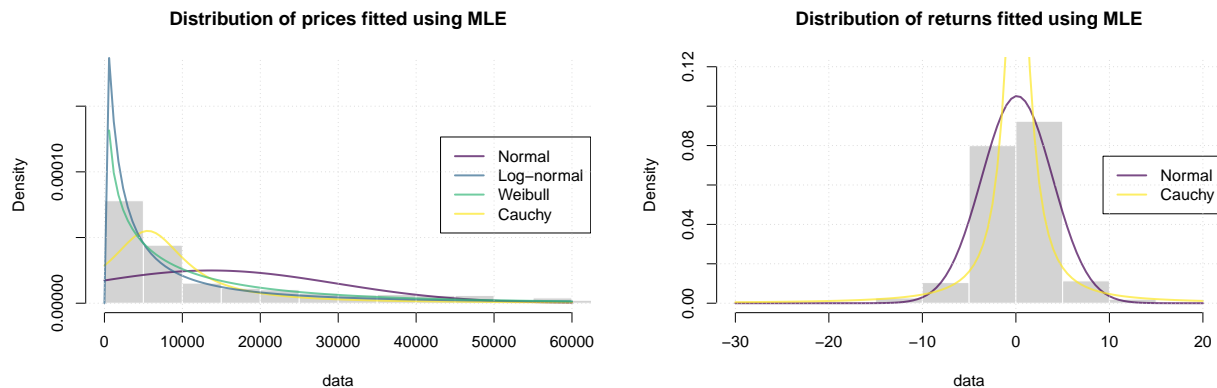 Distribution of prices fitted using MLE
Density
0.00000
0.00010
Normal
Log−normal
Weibull
Cauchy
0
10000
20000
30000
40000
50000
60000
data
Distribution of returns fitted using MLE
Density
0.00
0.04
0.08
0.12
Normal
Cauchy
−30
−20
−10
0
10
20
data